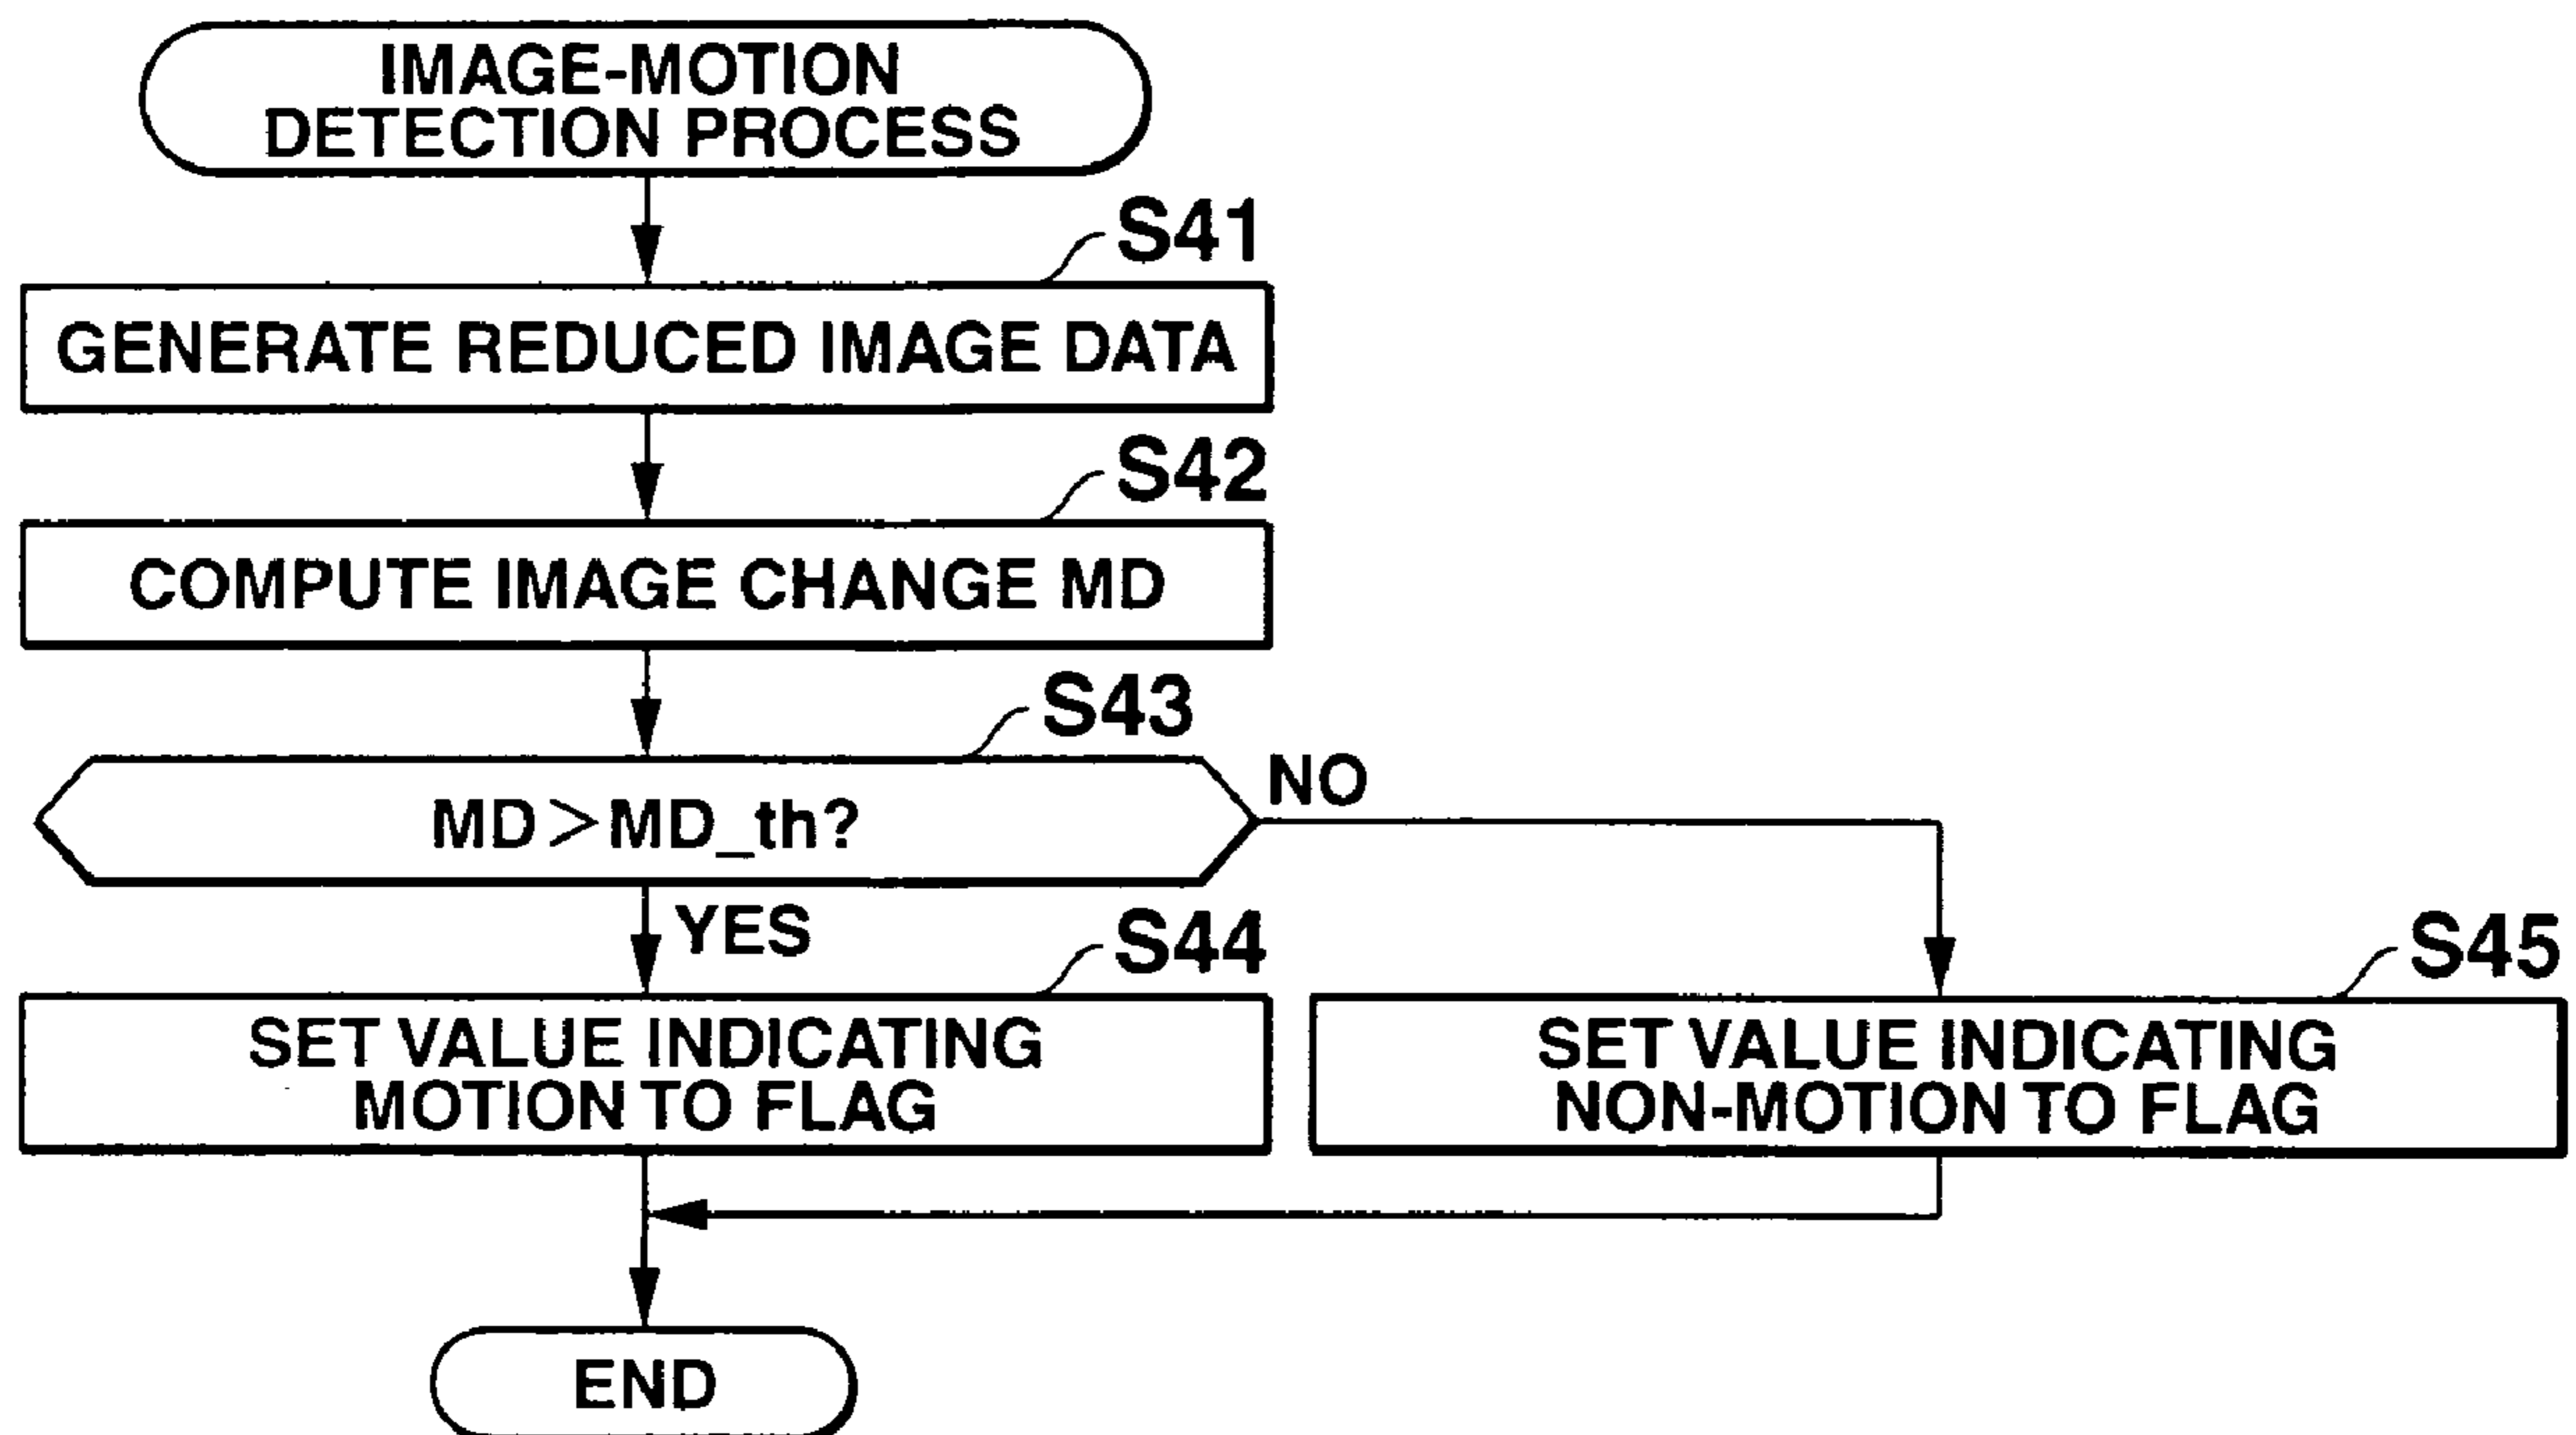 IMAGE-MOTION
DETECTION PROCESS
S41
GENERATE REDUCED IMAGE DATA
S42
COMPUTE IMAGE CHANGE MD
S43
MD>MD_th?
NO
YES
S44
SET VALUE INDICATING
MOTION TO FLAG
S45
SET VALUE INDICATING
NON-MOTION TO FLAG
END